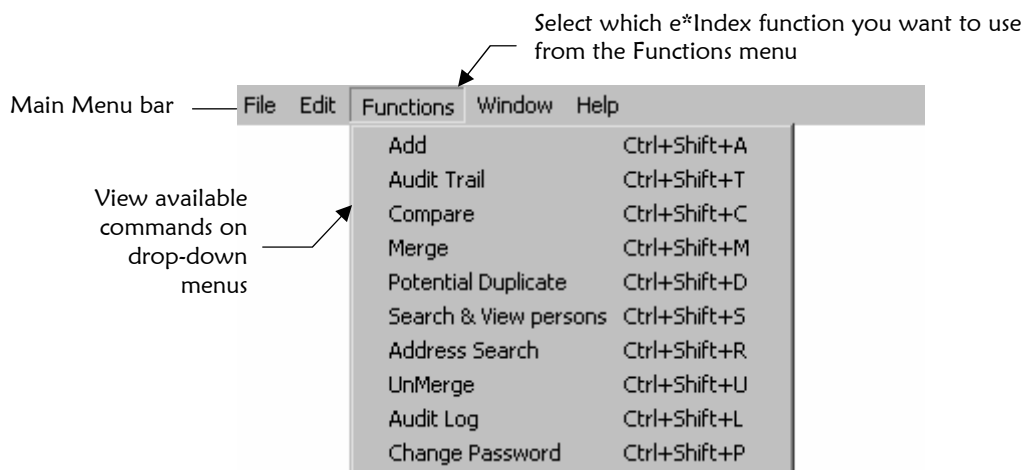 Select which e*Index function you want to use
from the Functions menu
Main Menu bar
File Edit Functions Window Help
Add Ctrl+Shift+A
Audit Trail Ctrl+Shift+T
Compare Ctrl+Shift+C
Merge Ctrl+Shift+M
Potential Duplicate Ctrl+Shift+D
Search & View persons Ctrl+Shift+S
Address Search Ctrl+Shift+R
UnMerge Ctrl+Shift+U
Audit Log Ctrl+Shift+L
Change Password Ctrl+Shift+P
View available
commands on
drop-down
menus